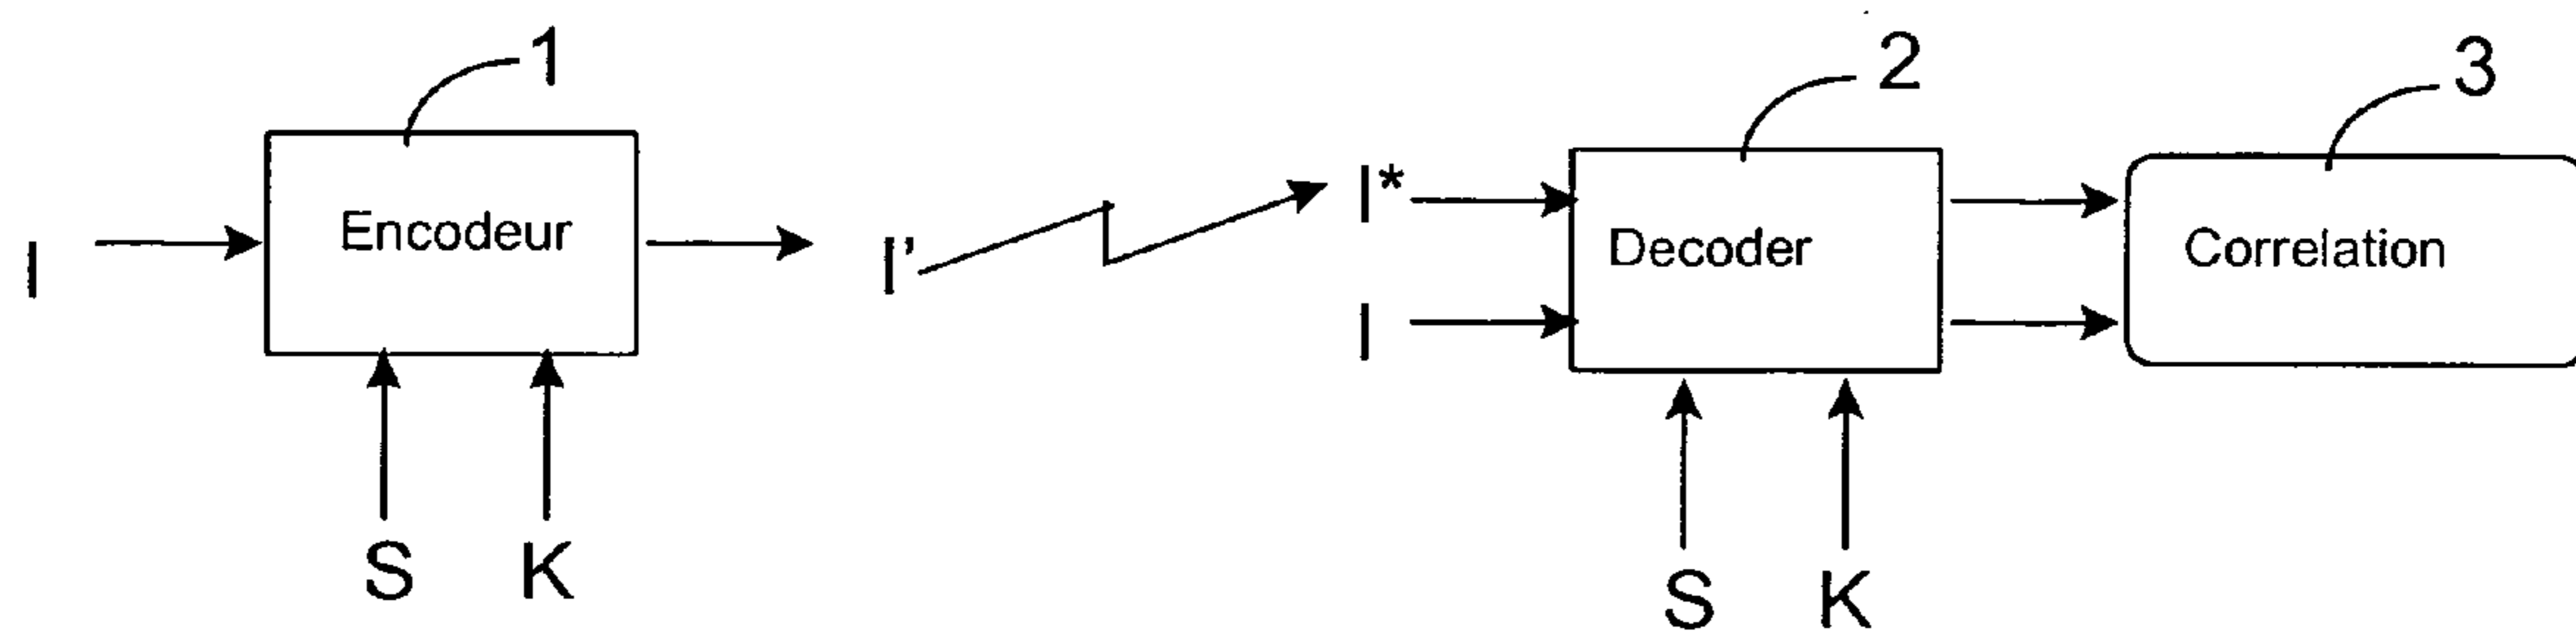 1
2
3
I
Encodeur
I'
I*
I
Decoder
Correlation
S K
S K